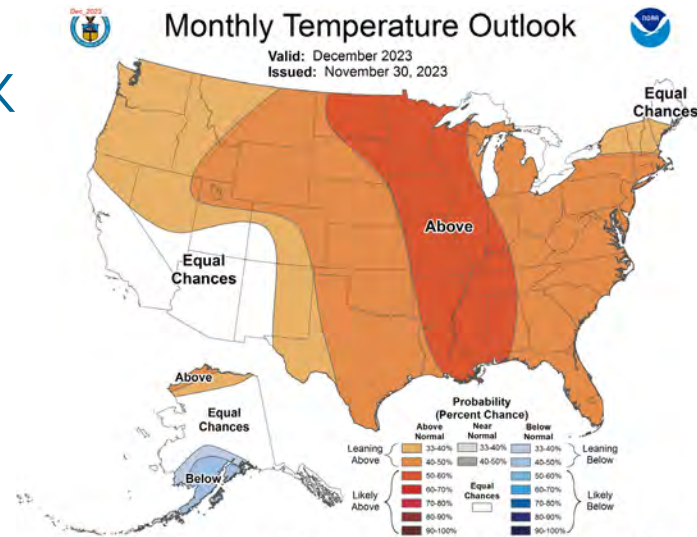 Dec_2023
Monthly Temperature Outlook
Valid: December 2023
Issued: November 30, 2023
noaa
X
Equal
Chances
Above
Equal
Chances
Above
Equal
Chances
Below
Probability
(Percent Chance)
Above
Normal
Near
Normal
Below
Normal
Leaning
Above
33-40%
33-40%
33-40%
Leaning
Below
40-50%
40-50%
40-50%
Likely
Above
50-60%
50-60%
60-70%
Equal
Chances
60-70%
70-80%
70-80%
80-90%
80-90%
90-100%
90-100%
Likely
Below